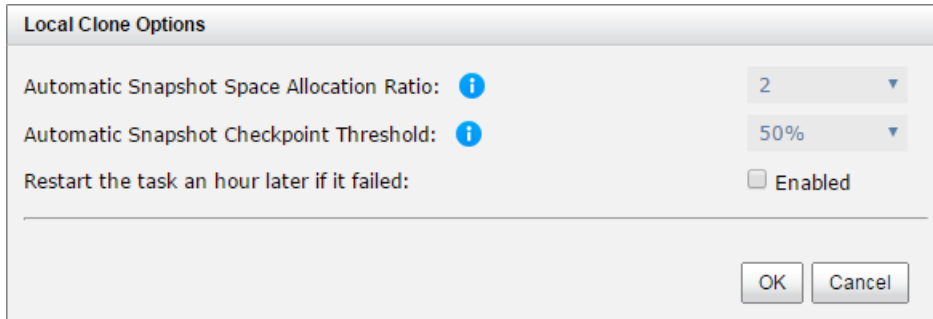 Local Clone Options
Automatic Snapshot Space Allocation Ratio: i 2
Automatic Snapshot Checkpoint Threshold: i 50%
Restart the task an hour later if it failed: Enabled
OK Cancel